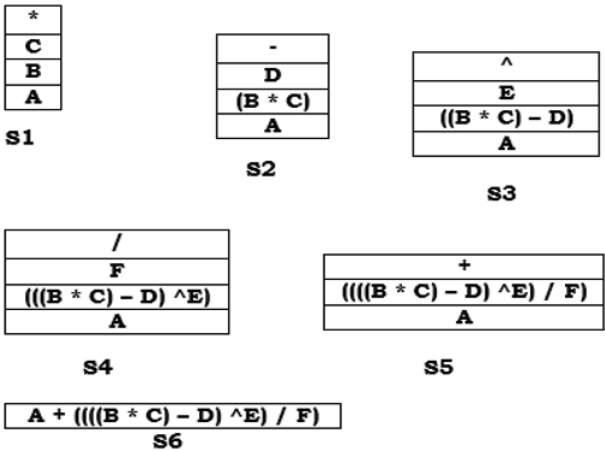 *
C
B
A
S1
-
D
(B * C)
A
S2
^
E
((B * C) – D)
A
S3
/
F
(((B * C) – D) ^E)
A
S4
+
((((B * C) – D) ^E) / F)
A
S5
A + ((((B * C) – D) ^E) / F)
S6